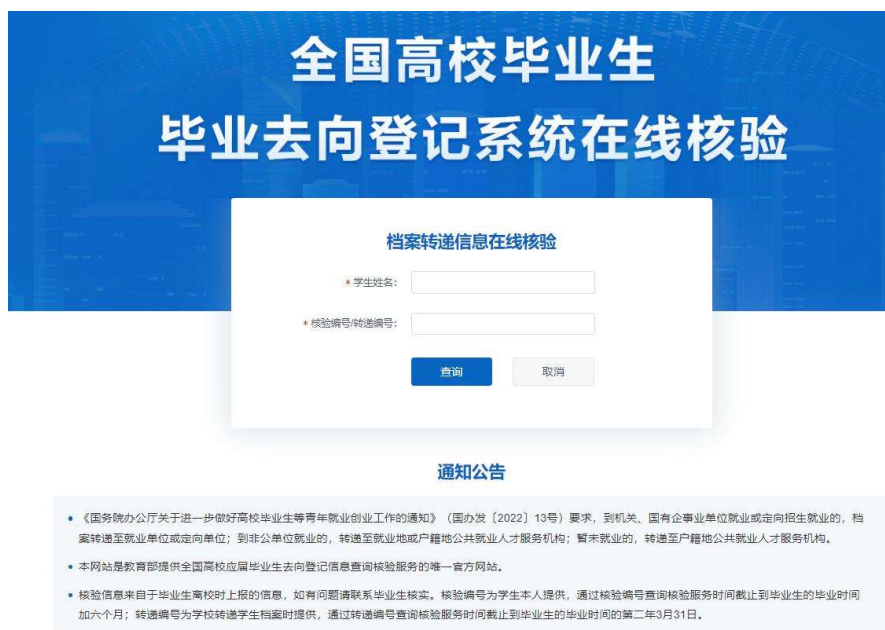 全国高校毕业生
毕业去向登记系统在线核验
档案转递信息在线核验
* 学生姓名：
* 核验编号/转递编号：
查询 取消
通知公告
• 《国务院办公厅关于进一步做好高校毕业生等青年就业创业工作的通知》（国办发〔2022〕13号）要求，到机关、国有企事业单位就业或定向招生就业的，档
案转递至就业单位或定向单位；到非公单位就业的，转递至就业地或户籍地公共就业人才服务机构；暂未就业的，转递至户籍地公共就业人才服务机构。
• 本网站是教育部提供全国高校应届毕业生去向登记信息查询核验服务的唯一官方网站。
• 核验信息来自于毕业生离校时上报的信息，如有问题请联系毕业生核实。核验编号为学生本人提供，通过核验编号查询核验服务时间截止到毕业生的毕业时间
加六个月；转递编号为学校转递学生档案时提供，通过转递编号查询核验服务时间截止到毕业生的毕业时间的第二年3月31日。